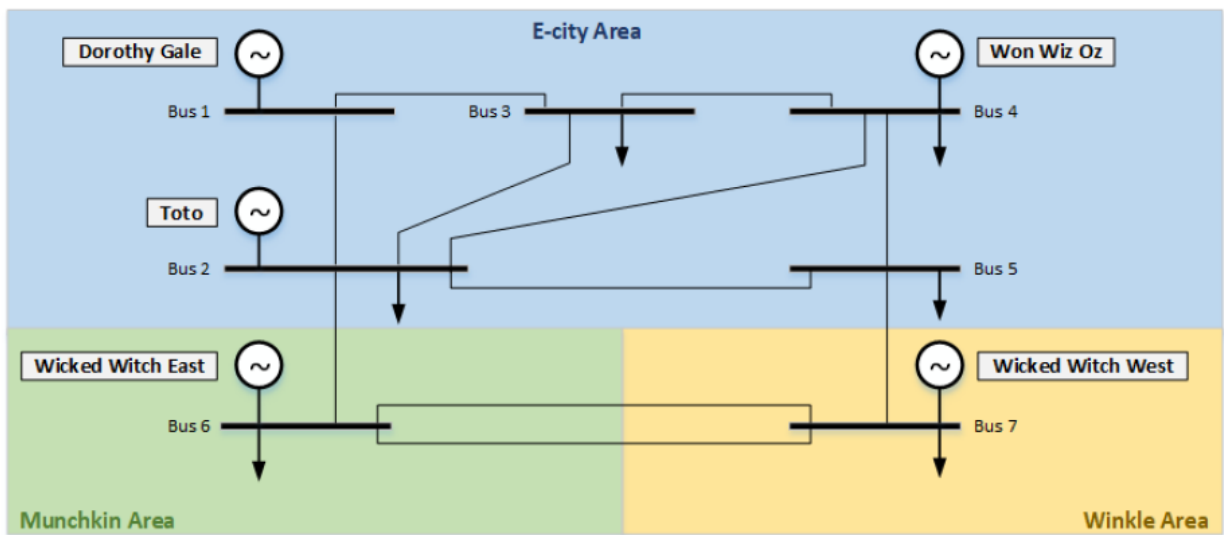 E-city Area
Dorothy Gale
Won Wiz Oz
Bus 1
Bus 3
Bus 4
Toto
Bus 2
Bus 5
Wicked Witch East
Wicked Witch West
Bus 6
Bus 7
Munchkin Area
Winkle Area